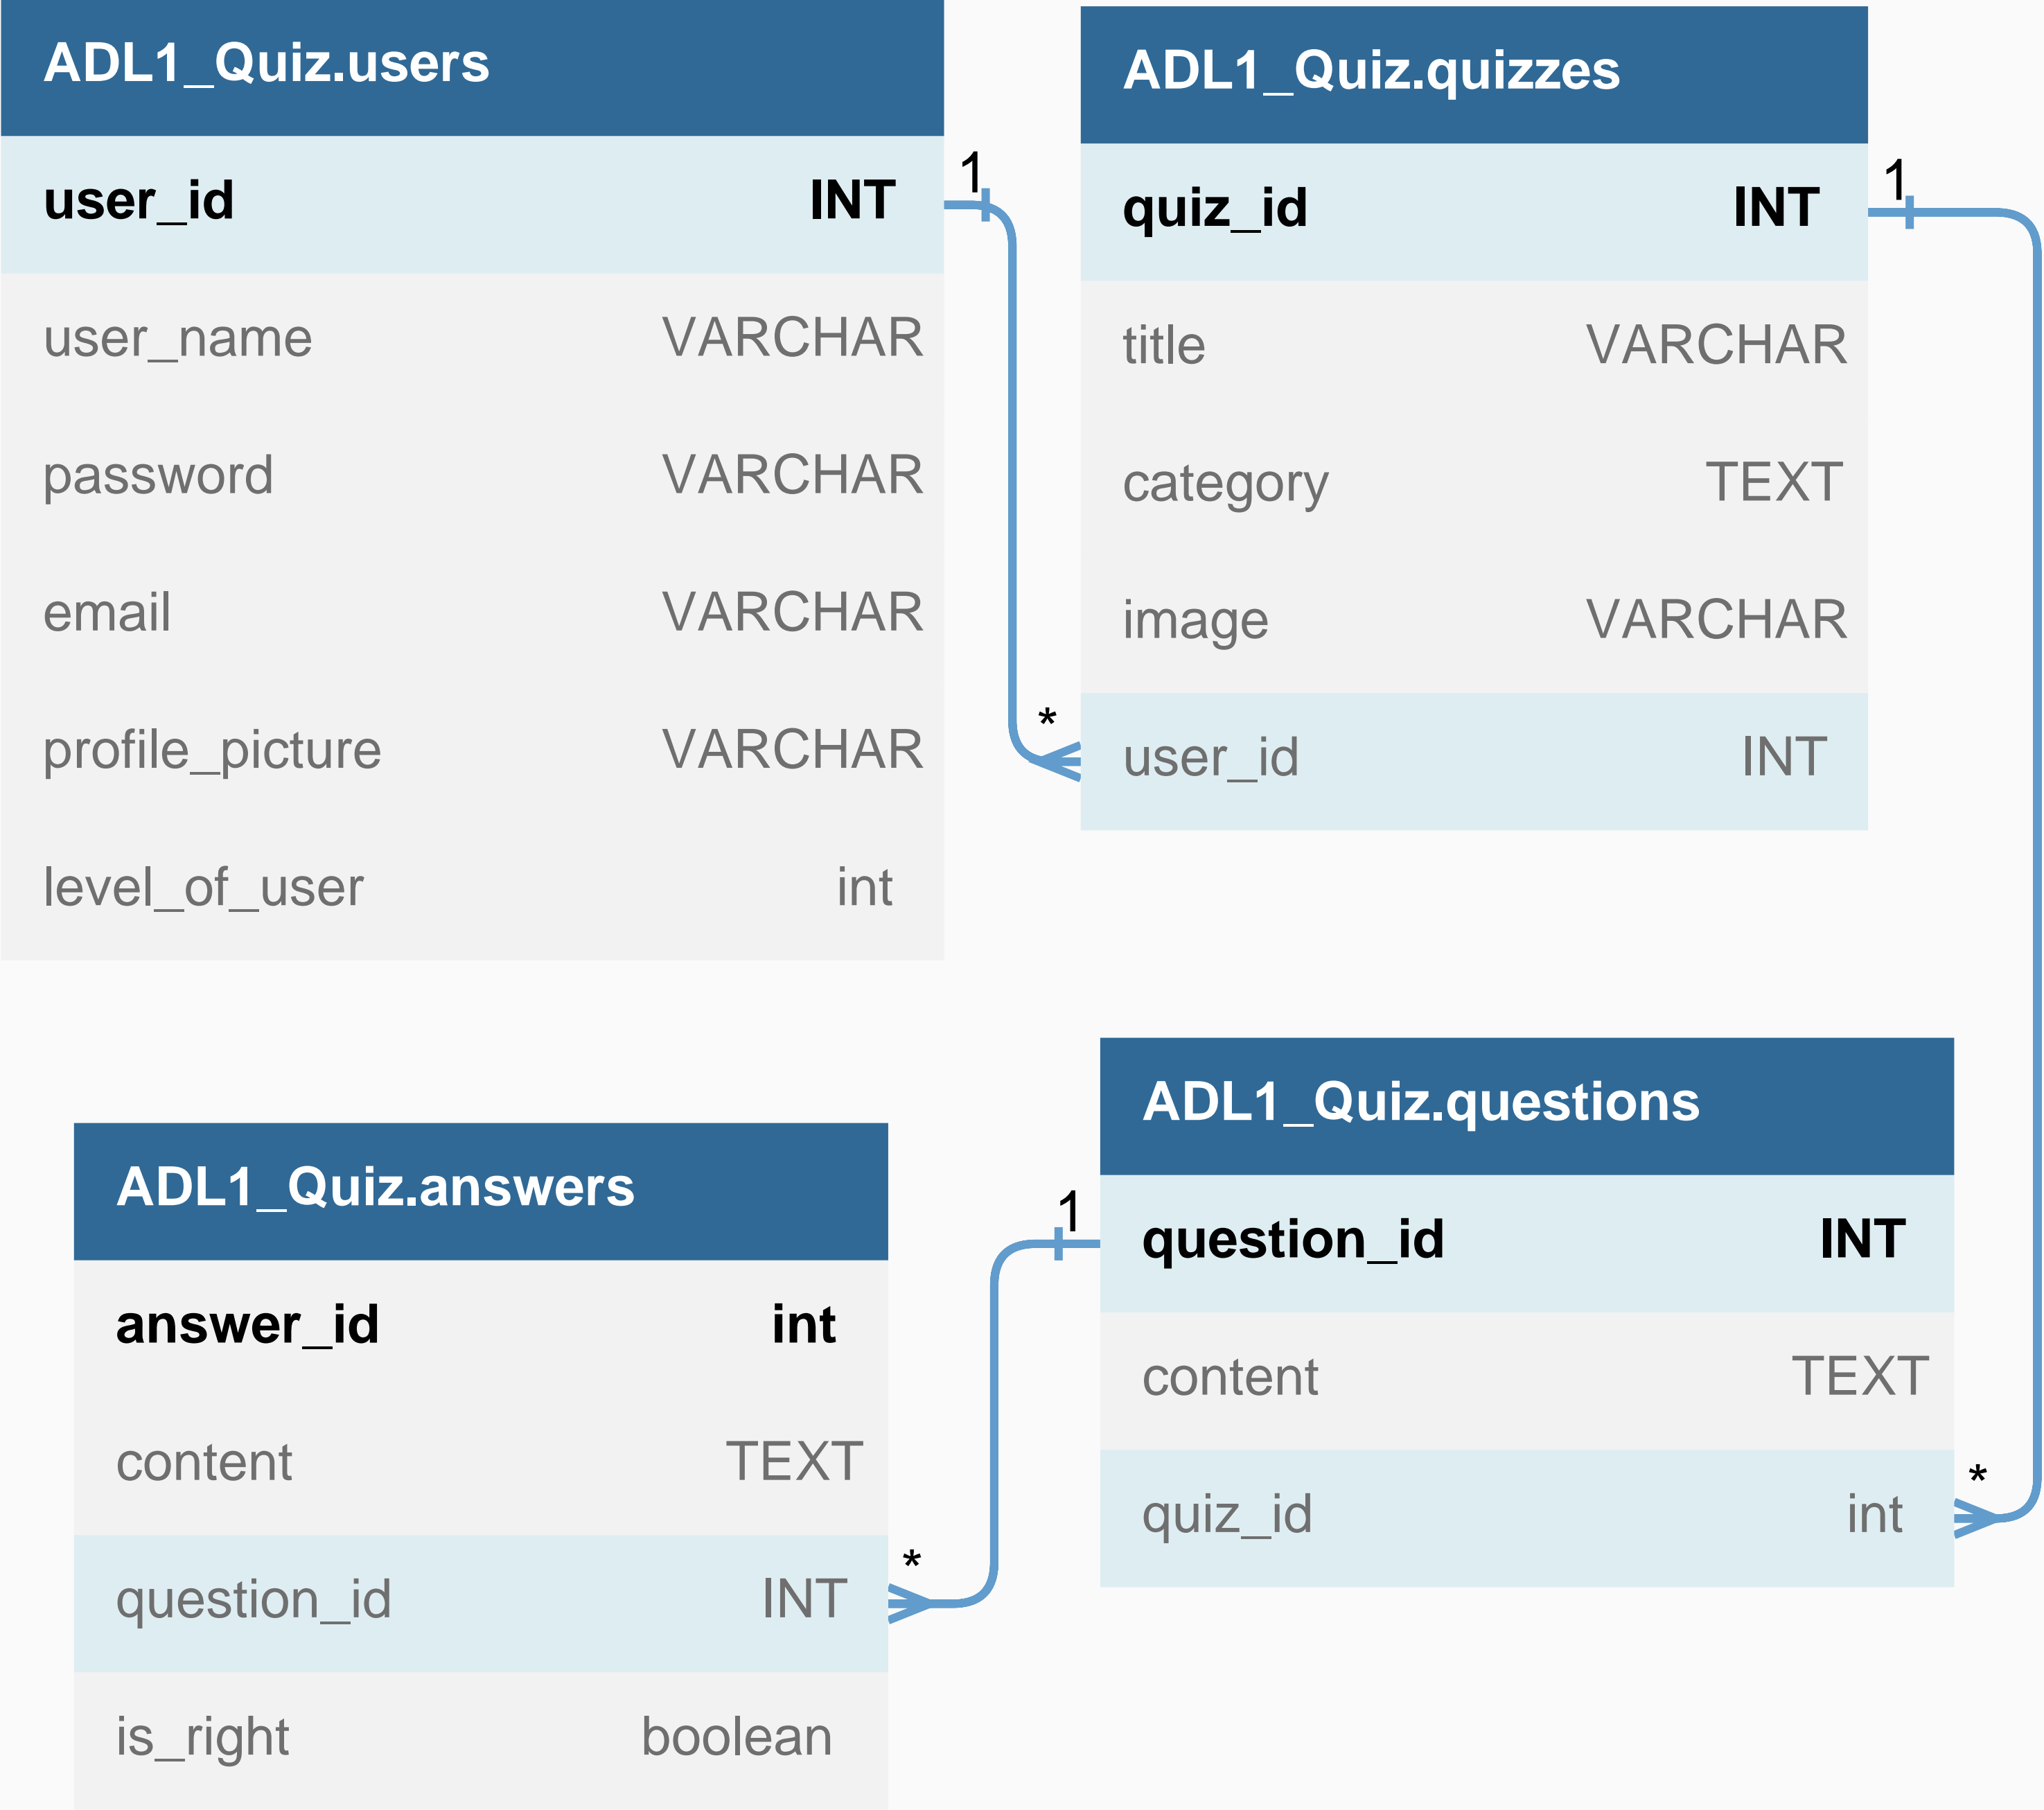 ADL1_Quiz.users
user_id INT
user_name VARCHAR
password VARCHAR
email VARCHAR
profile_picture VARCHAR
level_of_user int
1
*
ADL1_Quiz.quizzes
quiz_id INT
title VARCHAR
category TEXT
image VARCHAR
user_id INT
1
*
ADL1_Quiz.answers
answer_id int
content TEXT
question_id INT
is_right boolean
*
1
ADL1_Quiz.questions
question_id INT
content TEXT
quiz_id int